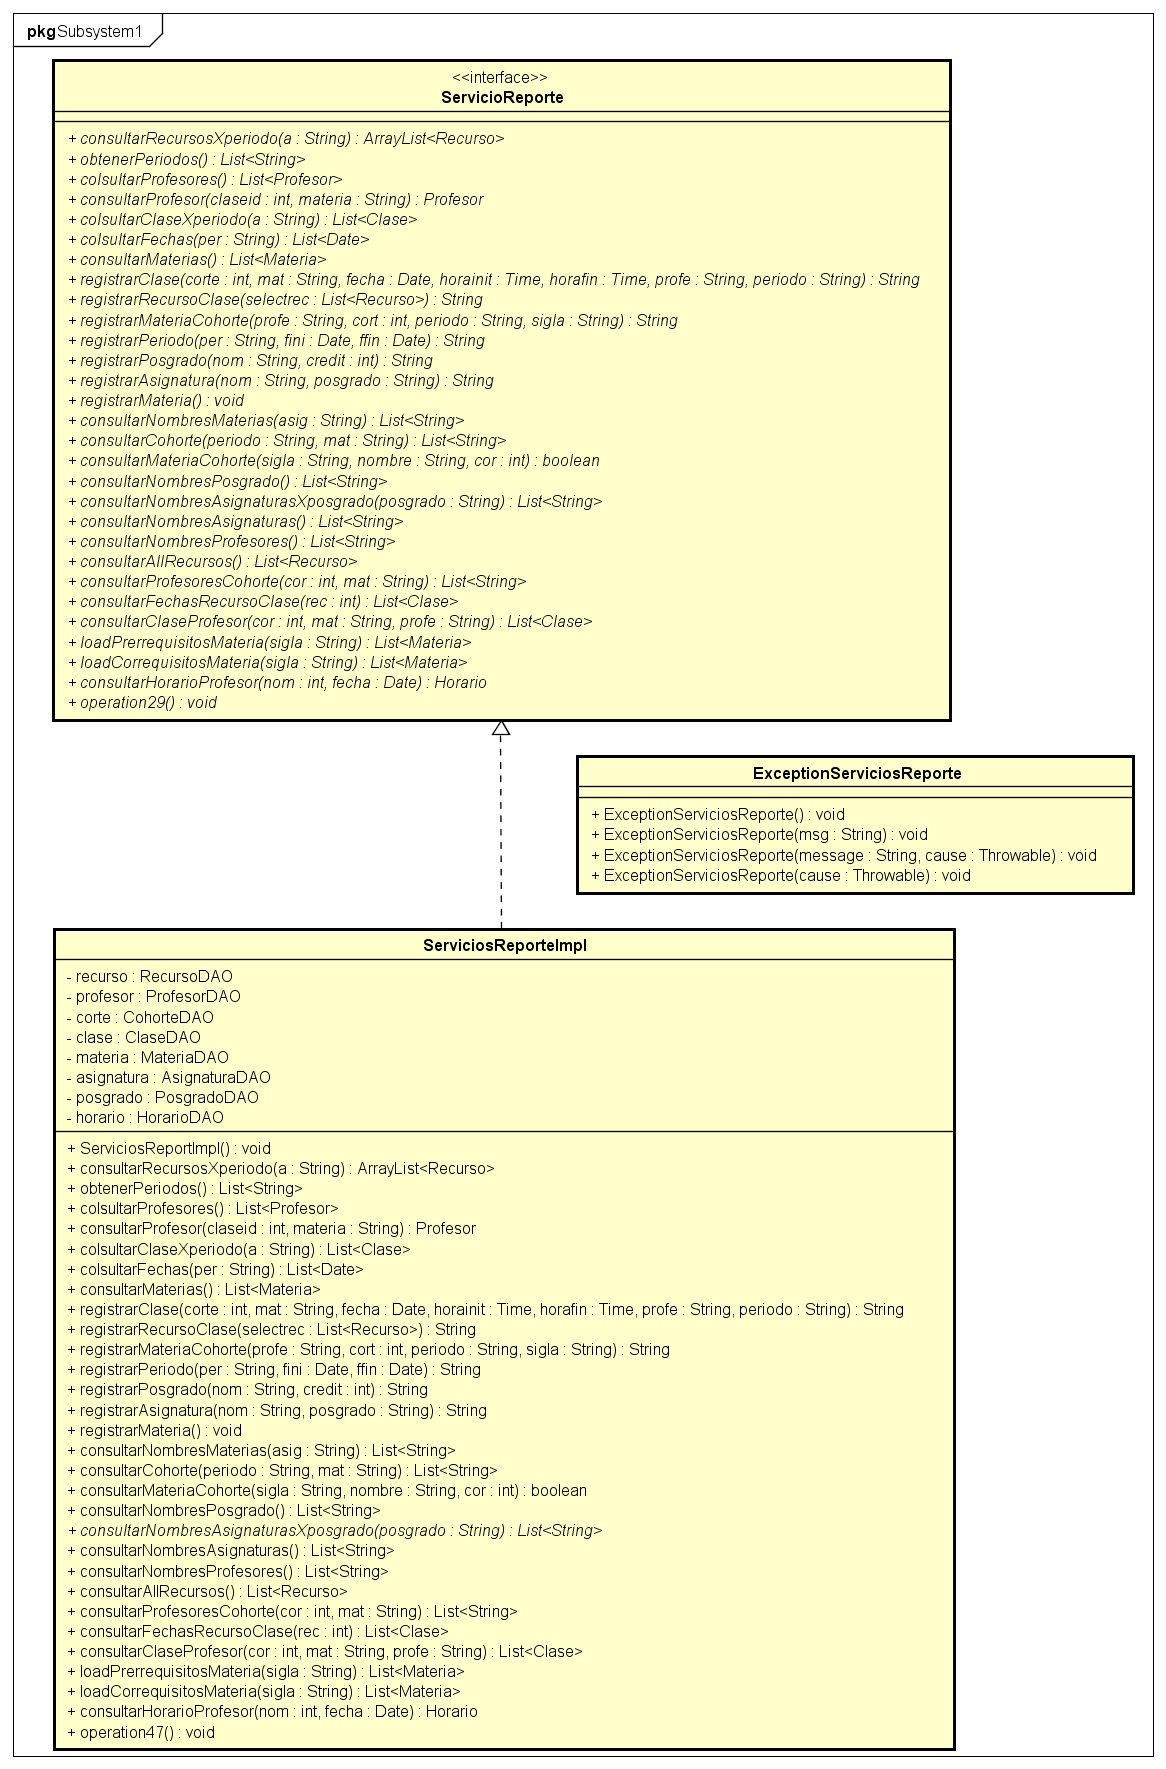 pkg Subsystem1
<<interface>>
ServicioReporte
+ consultarRecursosXperiodo(a : String) : ArrayList<Recurso>
+ obtenerPeriodos() : List<String>
+ colsultarProfesores() : List<Profesor>
+ consultarProfesor(claseid : int, materia : String) : Profesor
+ colsultarClaseXperiodo(a : String) : List<Clase>
+ colsultarFechas(per : String) : List<Date>
+ consultarMaterias() : List<Materia>
+ registrarClase(corte : int, mat : String, fecha : Date, horainit : Time, horafin : Time, profe : String, periodo : String) : String
+ registrarRecursoClase(selectrec : List<Recurso>) : String
+ registrarMateriaCohorte(profe : String, cort : int, periodo : String, sigla : String) : String
+ registrarPeriodo(per : String, fini : Date, ffin : Date) : String
+ registrarPosgrado(nom : String, credit : int) : String
+ registrarAsignatura(nom : String, posgrado : String) : String
+ registrarMateria() : void
+ consultarNombresMaterias(asig : String) : List<String>
+ consultarCohorte(periodo : String, mat : String) : List<String>
+ consultarMateriaCohorte(sigla : String, nombre : String, cor : int) : boolean
+ consultarNombresPosgrado() : List<String>
+ consultarNombresAsignaturasXposgrado(posgrado : String) : List<String>
+ consultarNombresAsignaturas() : List<String>
+ consultarNombresProfesores() : List<String>
+ consultarAllRecursos() : List<Recurso>
+ consultarProfesoresCohorte(cor : int, mat : String) : List<String>
+ consultarFechasRecursoClase(rec : int) : List<Clase>
+ consultarClaseProfesor(cor : int, mat : String, profe : String) : List<Clase>
+ loadPrerrequisitosMateria(sigla : String) : List<Materia>
+ loadCorrequisitosMateria(sigla : String) : List<Materia>
+ consultarHorarioProfesor(nom : int, fecha : Date) : Horario
+ operation29() : void
ExceptionServiciosReporte
+ ExceptionServiciosReporte() : void
+ ExceptionServiciosReporte(msg : String) : void
+ ExceptionServiciosReporte(message : String, cause : Throwable) : void
+ ExceptionServiciosReporte(cause : Throwable) : void
ServiciosReporteImpl
- recurso : RecursoDAO
- profesor : ProfesorDAO
- corte : CohorteDAO
- clase : ClaseDAO
- materia : MateriaDAO
- asignatura : AsignaturaDAO
- posgrado : PosgradoDAO
- horario : HorarioDAO
+ ServiciosReportImpl() : void
+ consultarRecursosXperiodo(a : String) : ArrayList<Recurso>
+ obtenerPeriodos() : List<String>
+ colsultarProfesores() : List<Profesor>
+ consultarProfesor(claseid : int, materia : String) : Profesor
+ colsultarClaseXperiodo(a : String) : List<Clase>
+ colsultarFechas(per : String) : List<Date>
+ consultarMaterias() : List<Materia>
+ registrarClase(corte : int, mat : String, fecha : Date, horainit : Time, horafin : Time, profe : String, periodo : String) : String
+ registrarRecursoClase(selectrec : List<Recurso>) : String
+ registrarMateriaCohorte(profe : String, cort : int, periodo : String, sigla : String) : String
+ registrarPeriodo(per : String, fini : Date, ffin : Date) : String
+ registrarPosgrado(nom : String, credit : int) : String
+ registrarAsignatura(nom : String, posgrado : String) : String
+ registrarMateria() : void
+ consultarNombresMaterias(asig : String) : List<String>
+ consultarCohorte(periodo : String, mat : String) : List<String>
+ consultarMateriaCohorte(sigla : String, nombre : String, cor : int) : boolean
+ consultarNombresPosgrado() : List<String>
+ consultarNombresAsignaturasXposgrado(posgrado : String) : List<String>
+ consultarNombresAsignaturas() : List<String>
+ consultarNombresProfesores() : List<String>
+ consultarAllRecursos() : List<Recurso>
+ consultarProfesoresCohorte(cor : int, mat : String) : List<String>
+ consultarFechasRecursoClase(rec : int) : List<Clase>
+ consultarClaseProfesor(cor : int, mat : String, profe : String) : List<Clase>
+ loadPrerrequisitosMateria(sigla : String) : List<Materia>
+ loadCorrequisitosMateria(sigla : String) : List<Materia>
+ consultarHorarioProfesor(nom : int, fecha : Date) : Horario
+ operation47() : void